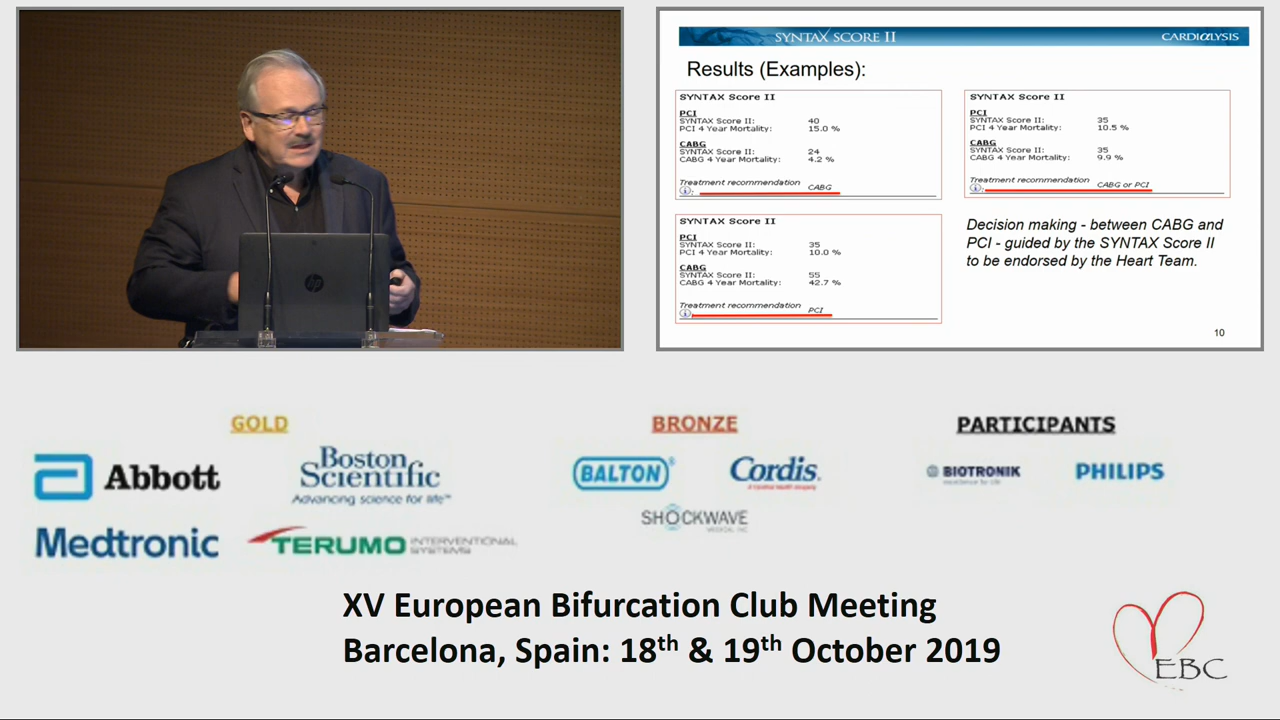 SYNTAX SCORE II
CARDIALYSIS
Results (Examples):
SYNTAX Score II
PCI
SYNTAX Score II: 40
PCI 4 Year Mortality: 15.0 %
CABG
SYNTAX Score II: 24
CABG 4 Year Mortality: 4.2 %
Treatment recommendation
i : CABG
SYNTAX Score II
PCI
SYNTAX Score II: 35
PCI 4 Year Mortality: 10.5 %
CABG
SYNTAX Score II: 35
CABG 4 Year Mortality: 9.9 %
Treatment recommendation
i : CABG or PCI
SYNTAX Score II
PCI
SYNTAX Score II: 35
PCI 4 Year Mortality: 10.0 %
CABG
SYNTAX Score II: 55
CABG 4 Year Mortality: 42.7 %
Treatment recommendation
i : PCI
Decision making - between CABG and
PCI - guided by the SYNTAX Score II
to be endorsed by the Heart Team.
10
hp
GOLD
Abbott
Boston
Scientific
Advancing science for life™
Medtronic
TERUMO INTERVENTIONAL
SYSTEMS
BRONZE
BALTON®
Cordis.
SHOCKWAVE
PARTICIPANTS
BIOTRONIK
excellence for life
PHILIPS
XV European Bifurcation Club Meeting
Barcelona, Spain: 18th & 19th October 2019
EBC